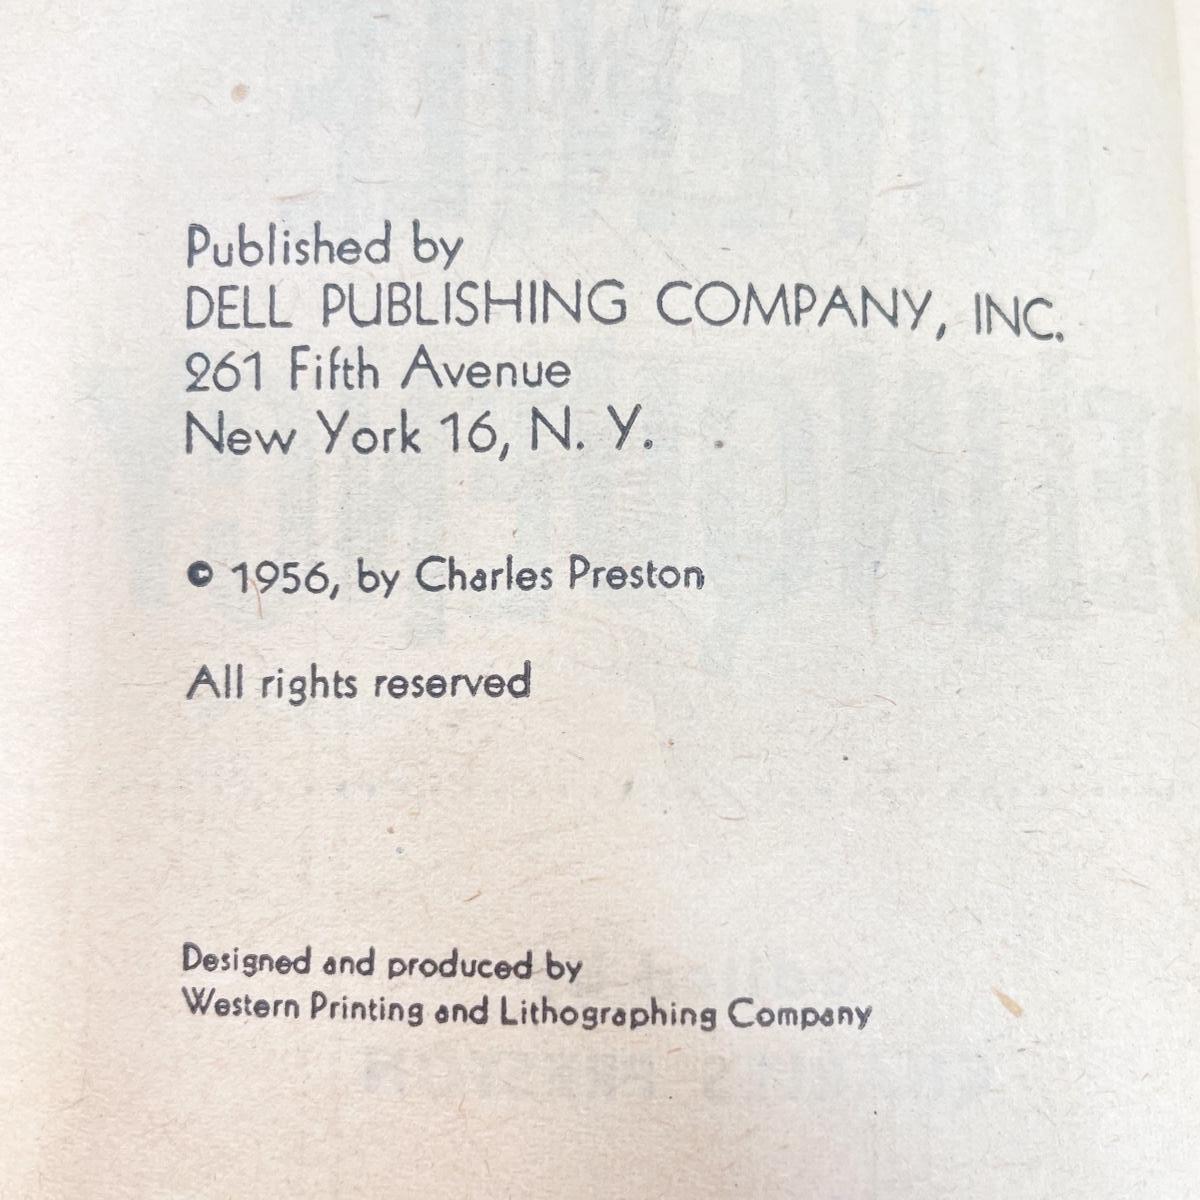 Published by
DELL PUBLISHING COMPANY, INC.
261 Fifth Avenue
New York 16, N. Y.
© 1956, by Charles Preston
All rights reserved
Designed and produced by
Western Printing and Lithographing Company